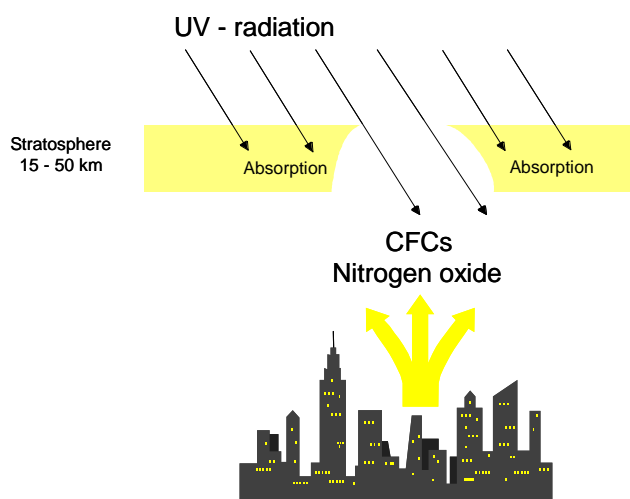 UV - radiation
Stratosphere
15 - 50 km
Absorption
Absorption
CFCs
Nitrogen oxide